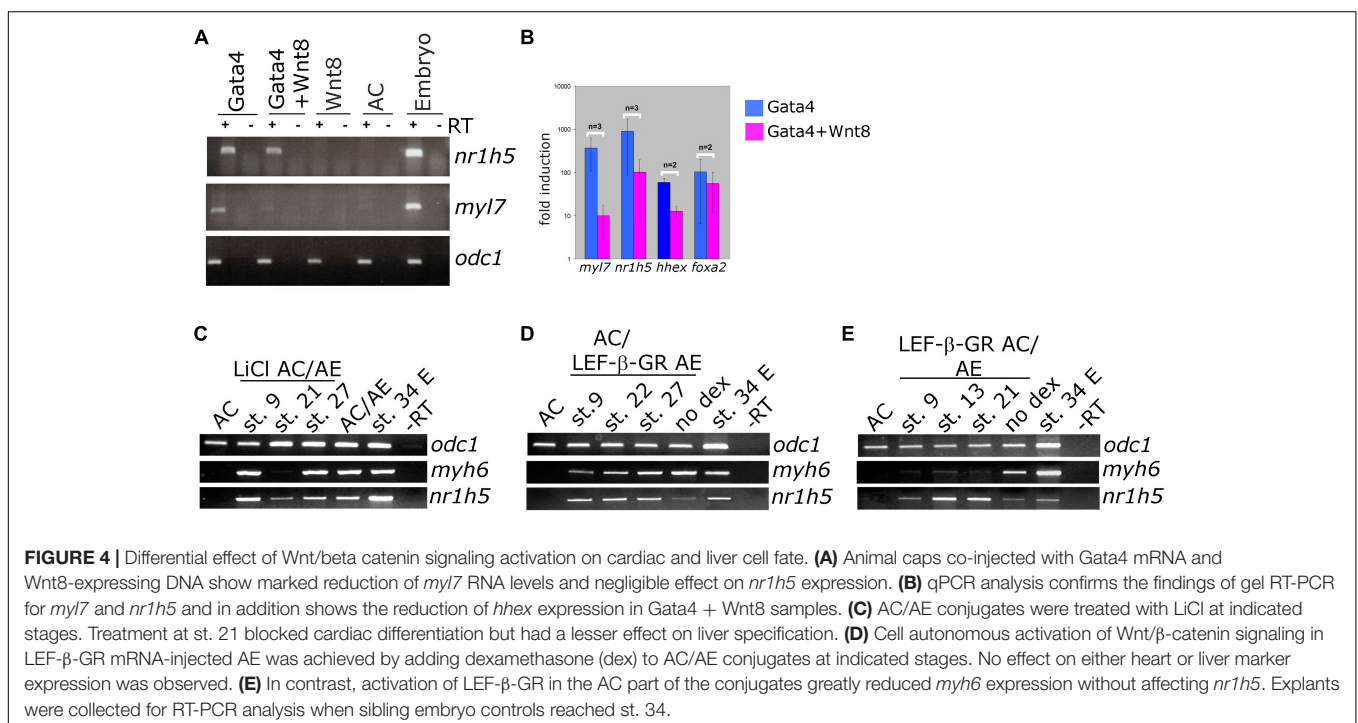 A
Gata4
Gata4
+Wnt8
Wnt8
AC
Embryo
+ - + - + - + - + - RT
nr1h5
myl7
odc1
B
10000
1000
100
10
1
fold induction
n=3
n=3
n=2
n=2
myl7 nr1h5 hhex foxa2
Gata4
Gata4+Wnt8
C
LiCl AC/AE
AC st. 9 st. 21 st. 27 AC/AE st. 34 E -RT
odc1
myh6
nr1h5
D
AC/
LEF-β-GR AE
AC st.9 st. 22 st. 27 no dex st. 34 E -RT
odc1
myh6
nr1h5
E
LEF-β-GR AC/
AE
AC st. 9 st. 13 st. 21 no dex st. 34 E -RT
odc1
myh6
nr1h5
FIGURE 4 | Differential effect of Wnt/beta catenin signaling activation on cardiac and liver cell fate. (A) Animal caps co-injected with Gata4 mRNA and
Wnt8-expressing DNA show marked reduction of myl7 RNA levels and negligible effect on nr1h5 expression. (B) qPCR analysis confirms the findings of gel RT-PCR
for myl7 and nr1h5 and in addition shows the reduction of hhex expression in Gata4 + Wnt8 samples. (C) AC/AE conjugates were treated with LiCl at indicated
stages. Treatment at st. 21 blocked cardiac differentiation but had a lesser effect on liver specification. (D) Cell autonomous activation of Wnt/β-catenin signaling in
LEF-β-GR mRNA-injected AE was achieved by adding dexamethasone (dex) to AC/AE conjugates at indicated stages. No effect on either heart or liver marker
expression was observed. (E) In contrast, activation of LEF-β-GR in the AC part of the conjugates greatly reduced myh6 expression without affecting nr1h5. Explants
were collected for RT-PCR analysis when sibling embryo controls reached st. 34.